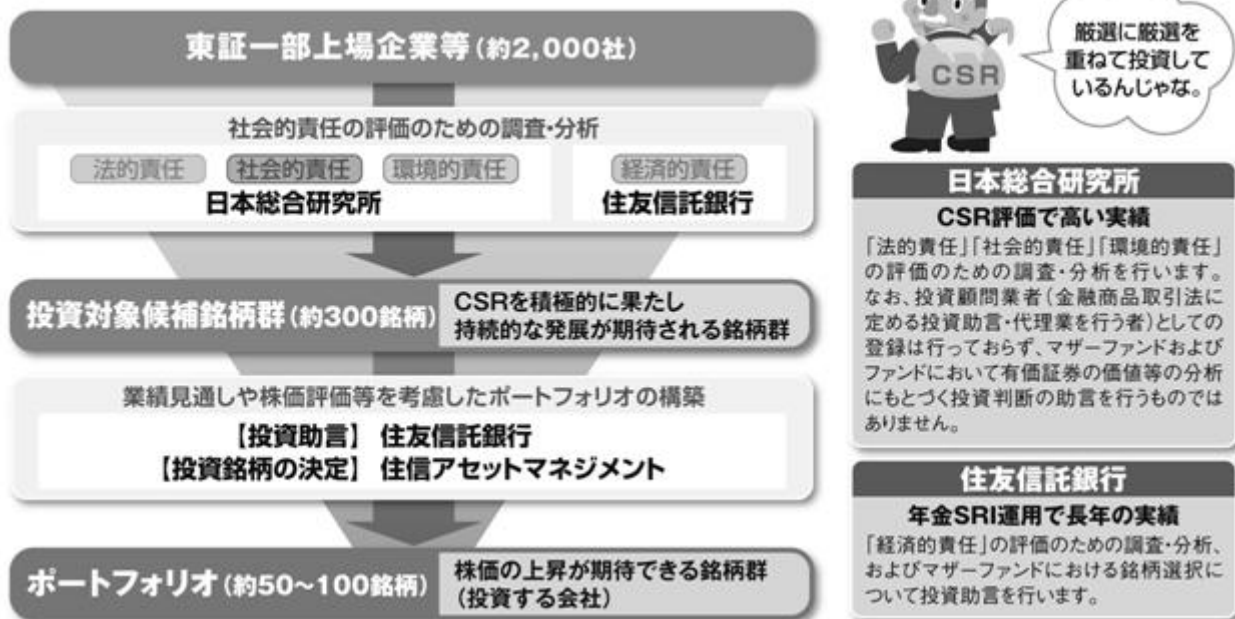 東証一部上場企業等(約2,000社)
社会的責任の評価のための調査・分析
法的責任 社会的責任 環境的責任
日本総合研究所
経済的責任
住友信託銀行
投資対象候補銘柄群(約300銘柄)
CSRを積極的に果たし
持続的な発展が期待される銘柄群
業績見通しや株価評価等を考慮したポートフォリオの構築
【投資助言】 住友信託銀行
【投資銘柄の決定】 住信アセットマネジメント
ポートフォリオ(約50~100銘柄)
株価の上昇が期待できる銘柄群
(投資する会社)
CSR
厳選に厳選を
重ねて投資して
いるんじゃな。
日本総合研究所
CSR評価で高い実績
「法的責任」「社会的責任」「環境的責任」
の評価のための調査・分析を行います。
なお、投資顧問業者(金融商品取引法に
定める投資助言・代理業を行う者)としての
登録は行っておらず、マザーファンドおよび
ファンドにおいて有価証券の価値等の分析
にもとづく投資判断の助言を行うものでは
ありません。
住友信託銀行
年金SRI運用で長年の実績
「経済的責任」の評価のための調査・分析、
およびマザーファンドにおける銘柄選択に
ついて投資助言を行います。